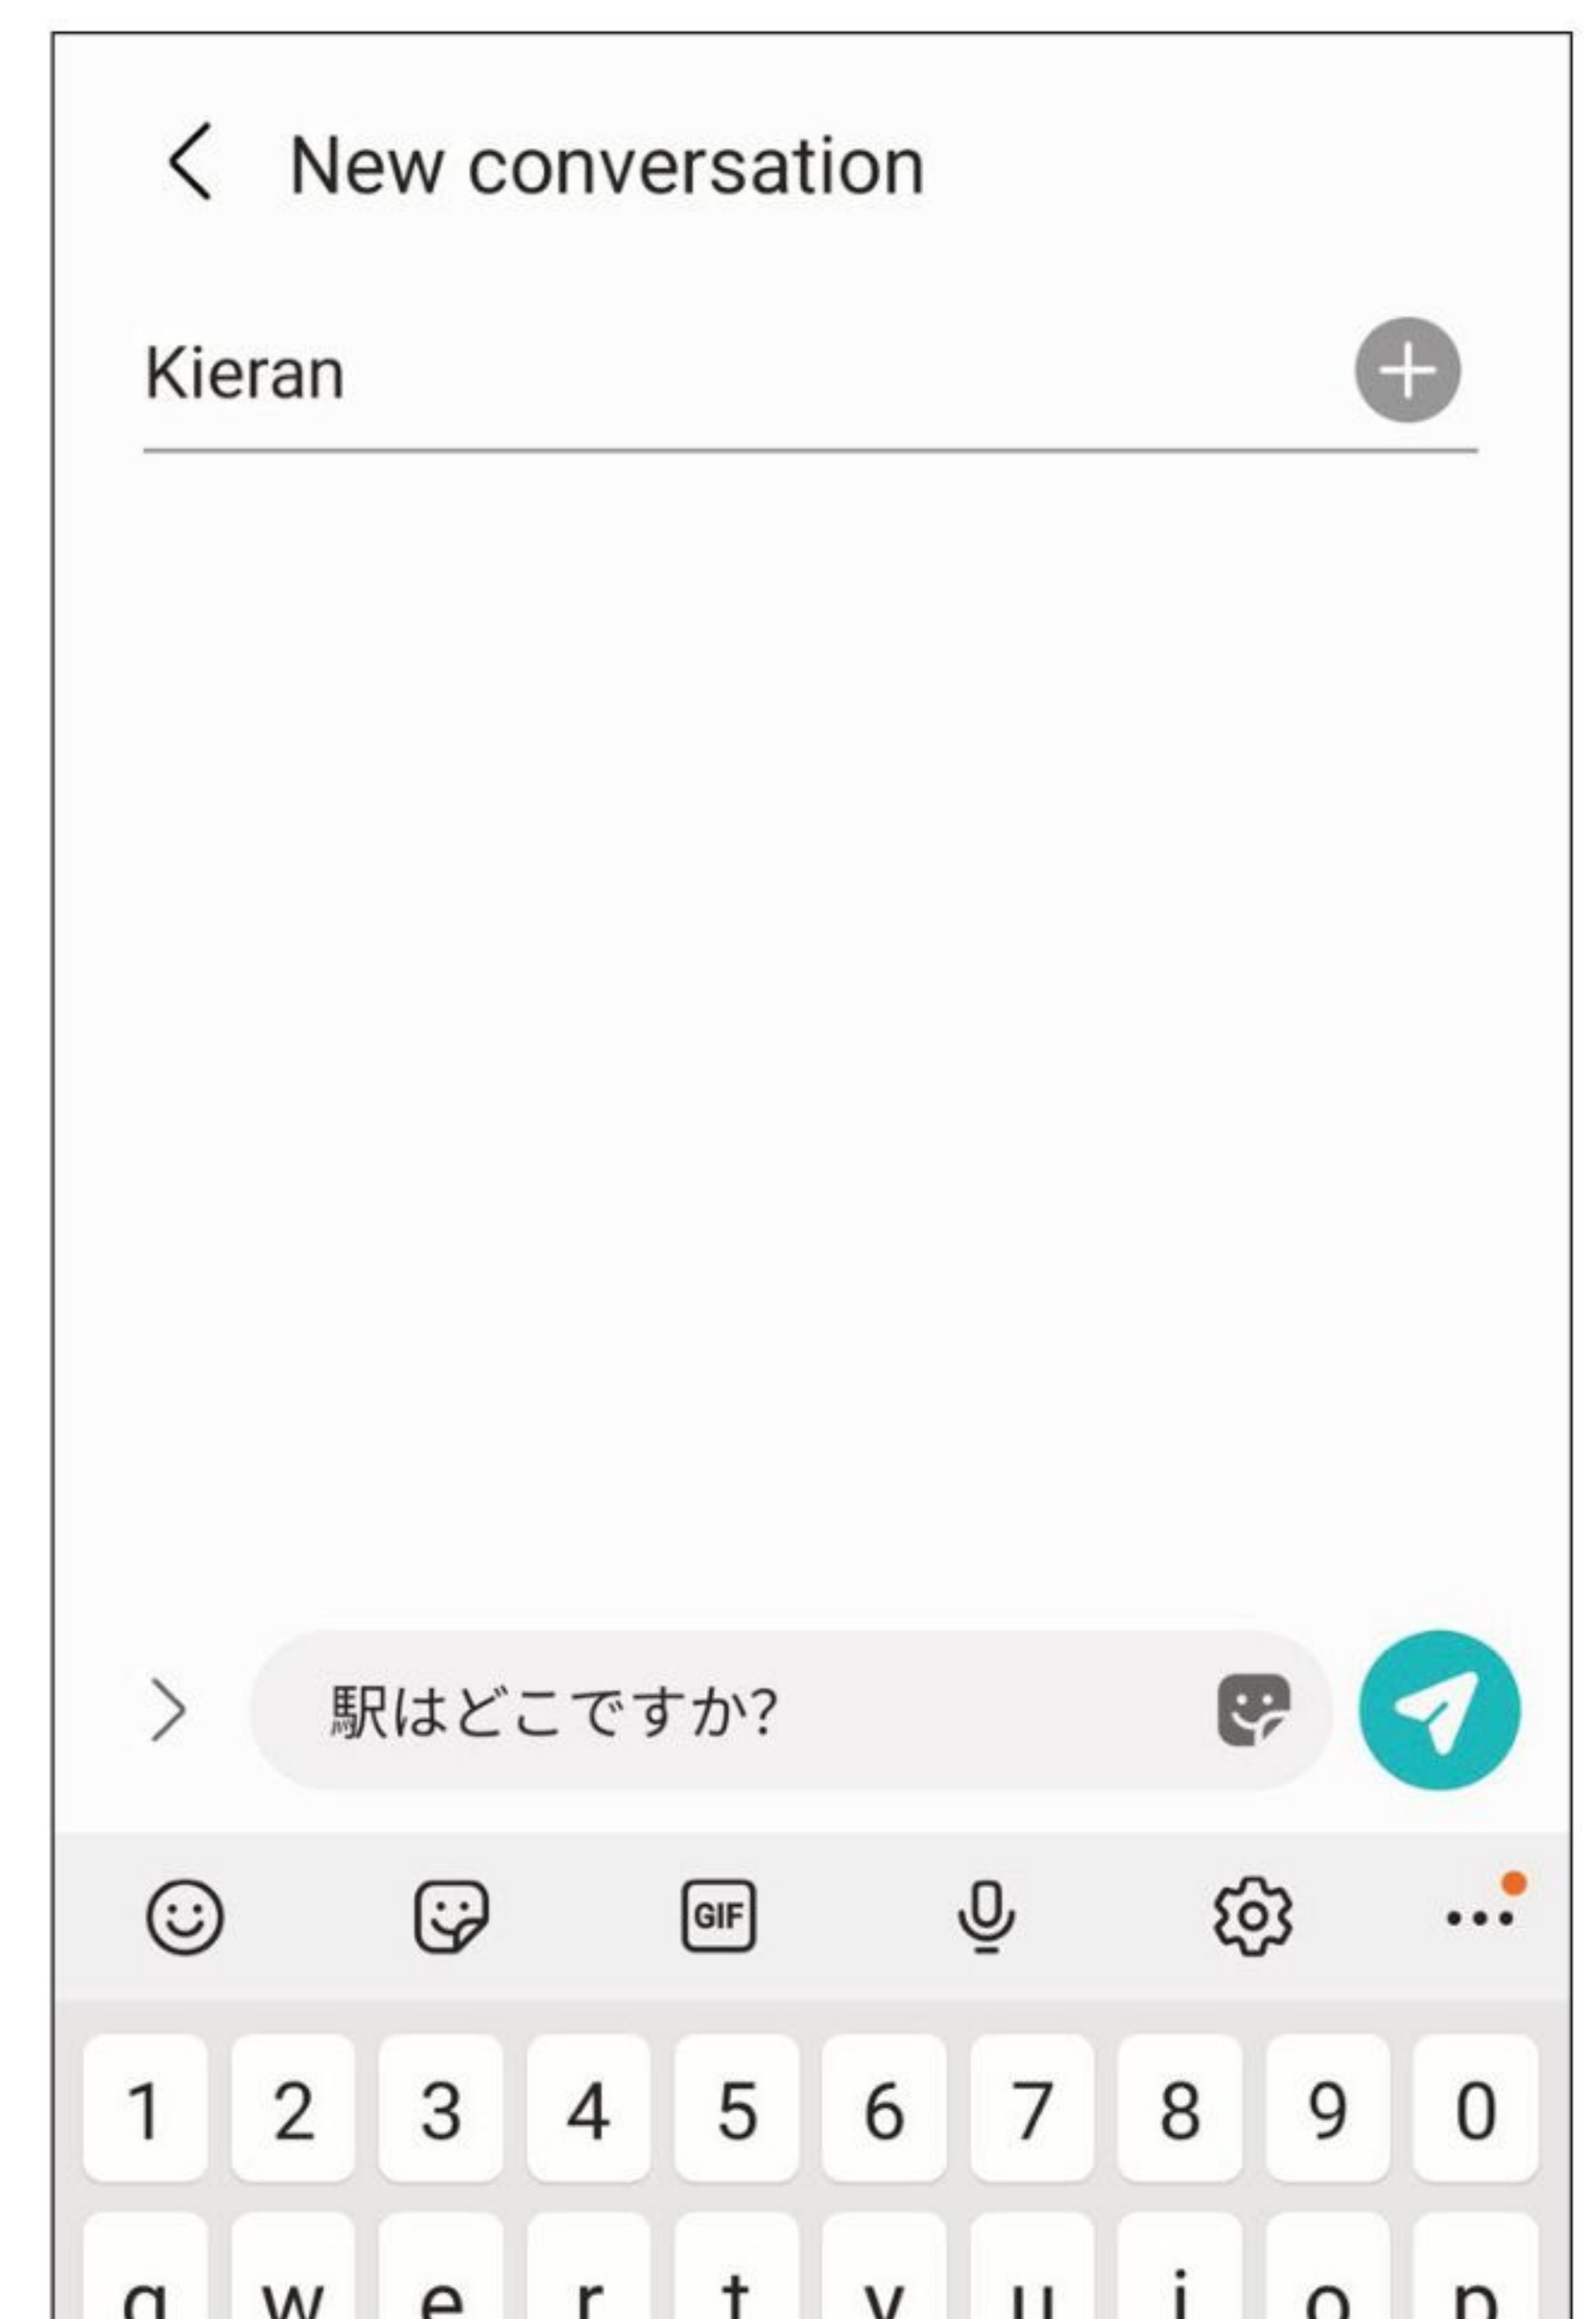 New conversation
Kieran
駅はどこですか?
GIF
1 2 3 4 5 6 7 8 9 0
q w e r t y u i o p